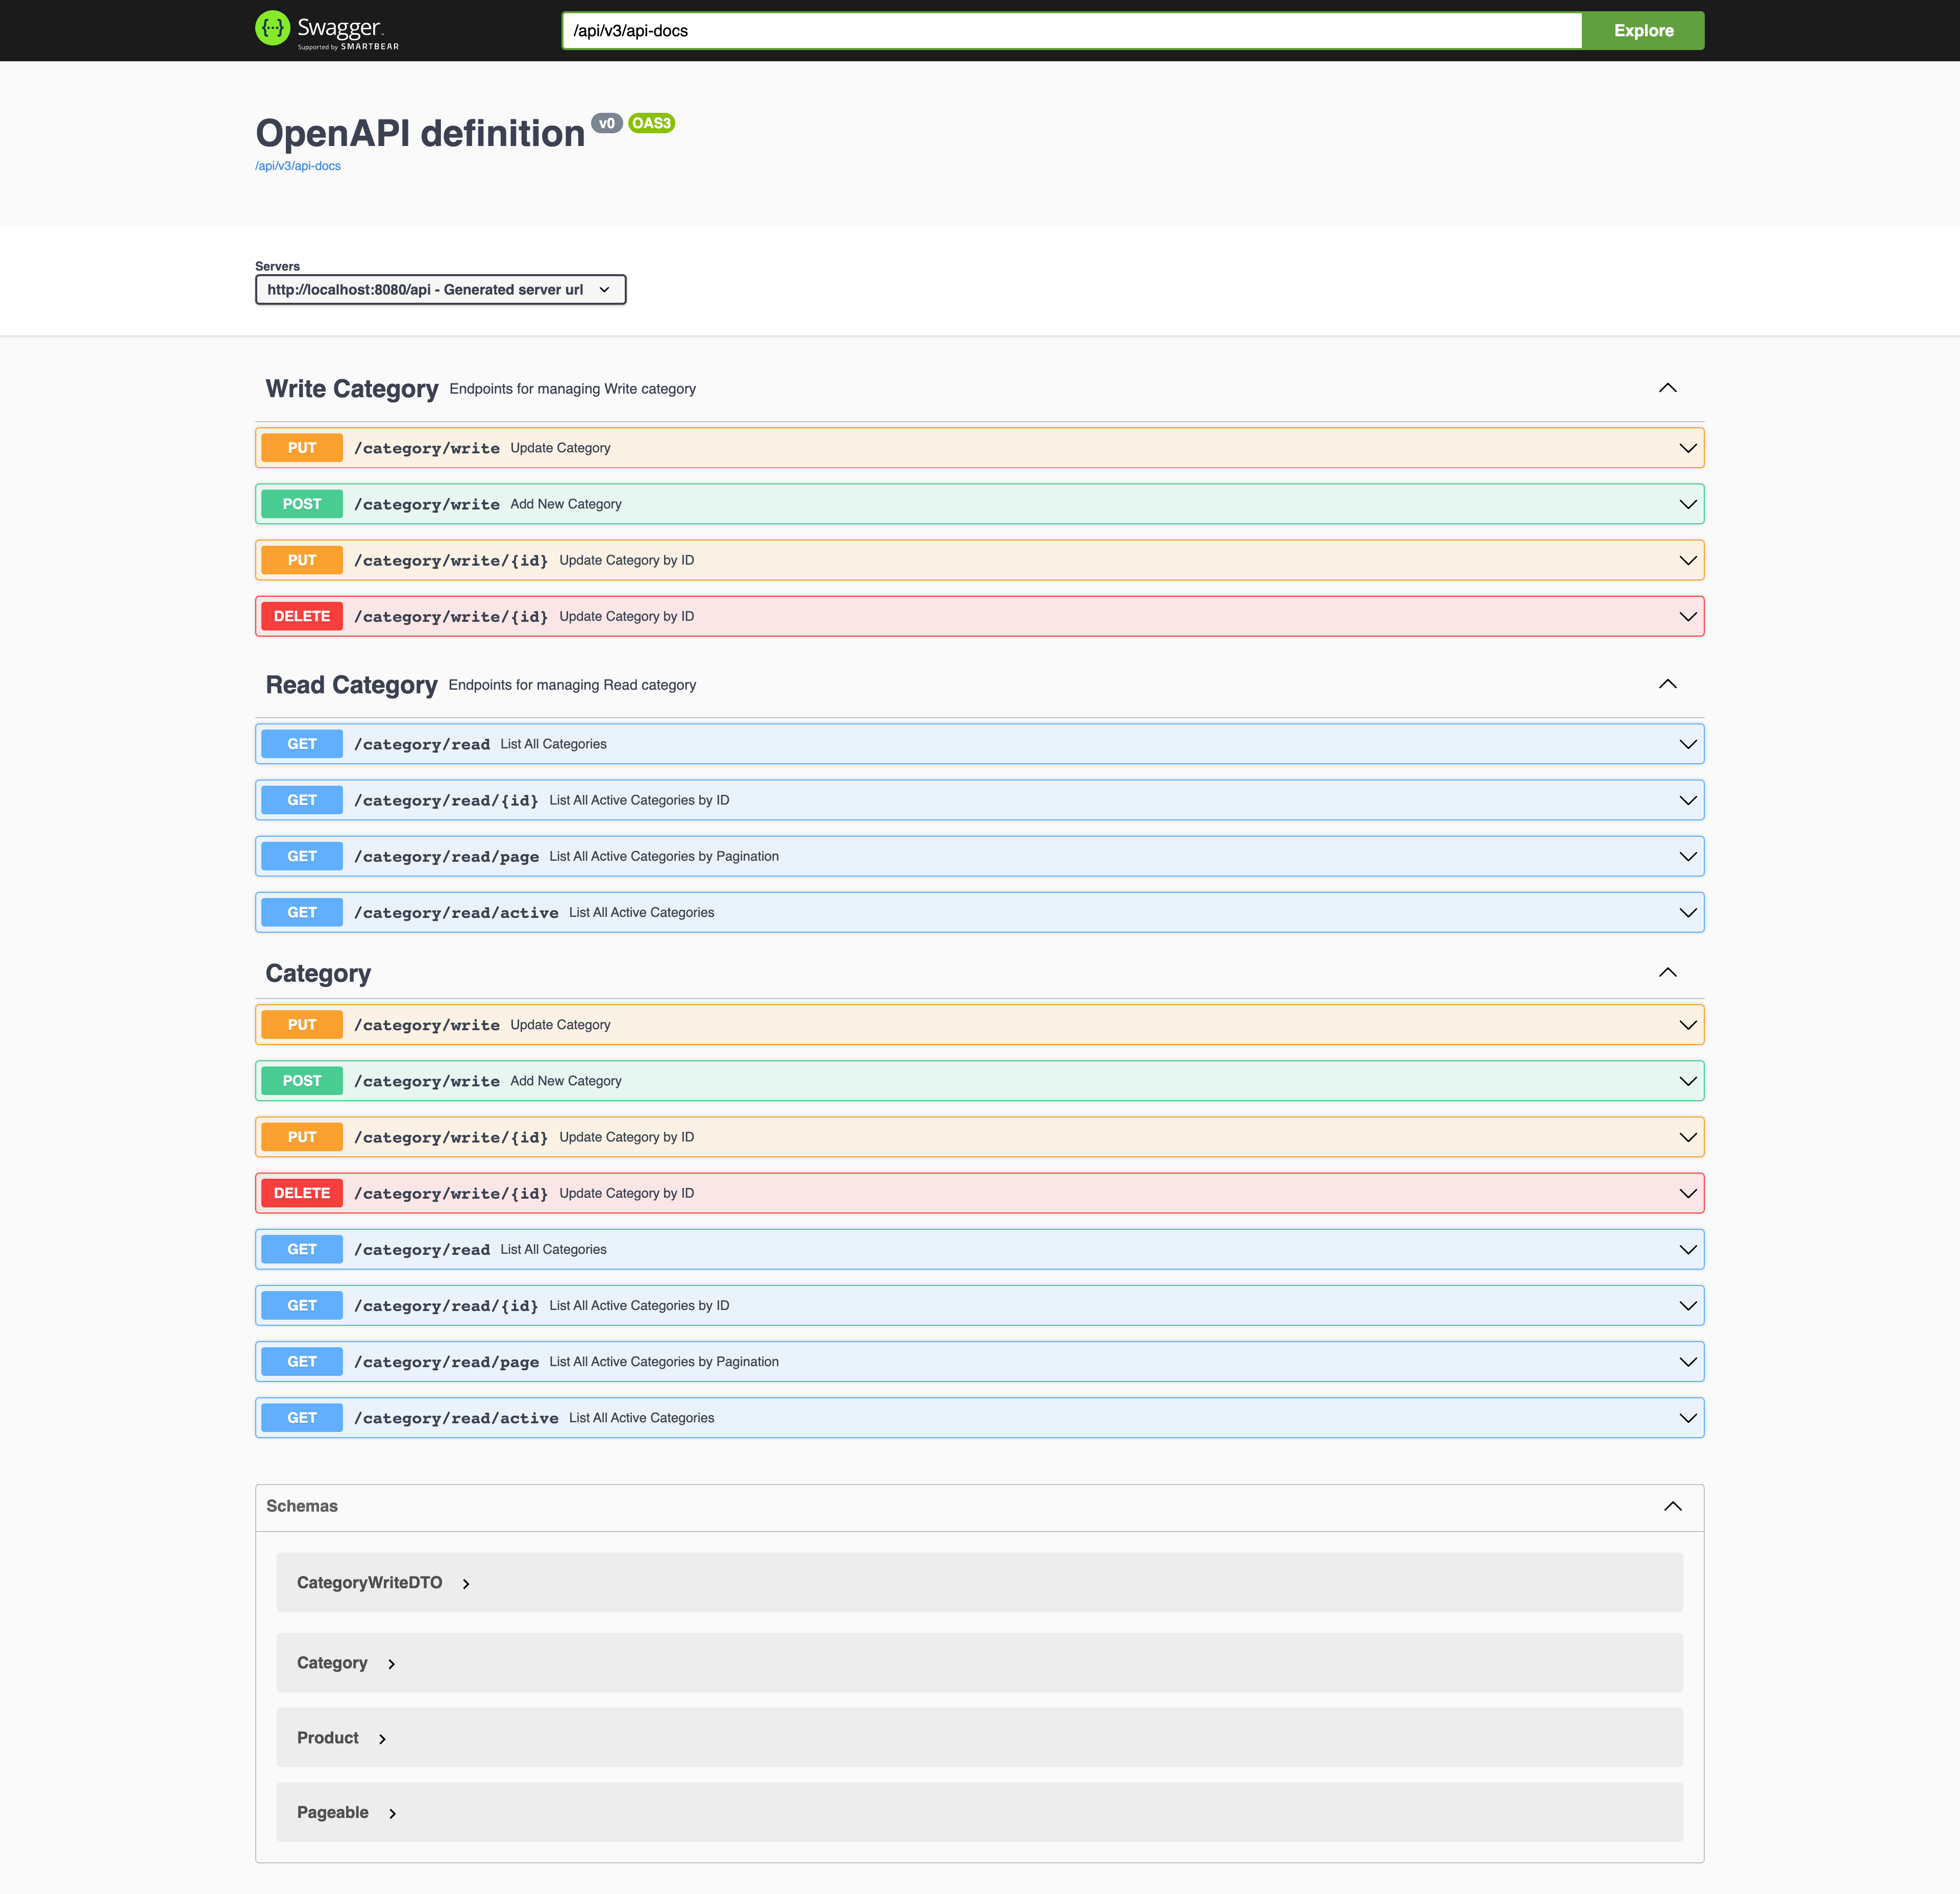 {···} Swagger™
Supported by SMARTBEAR
/api/v3/api-docs
Explore
OpenAPI definition v0 OAS3
/api/v3/api-docs
Servers
http://localhost:8080/api - Generated server url
Write Category Endpoints for managing Write category
PUT /category/write Update Category
POST /category/write Add New Category
PUT /category/write/{id} Update Category by ID
DELETE /category/write/{id} Update Category by ID
Read Category Endpoints for managing Read category
GET /category/read List All Categories
GET /category/read/{id} List All Active Categories by ID
GET /category/read/page List All Active Categories by Pagination
GET /category/read/active List All Active Categories
Category
PUT /category/write Update Category
POST /category/write Add New Category
PUT /category/write/{id} Update Category by ID
DELETE /category/write/{id} Update Category by ID
GET /category/read List All Categories
GET /category/read/{id} List All Active Categories by ID
GET /category/read/page List All Active Categories by Pagination
GET /category/read/active List All Active Categories
Schemas
CategoryWriteDTO
Category
Product
Pageable